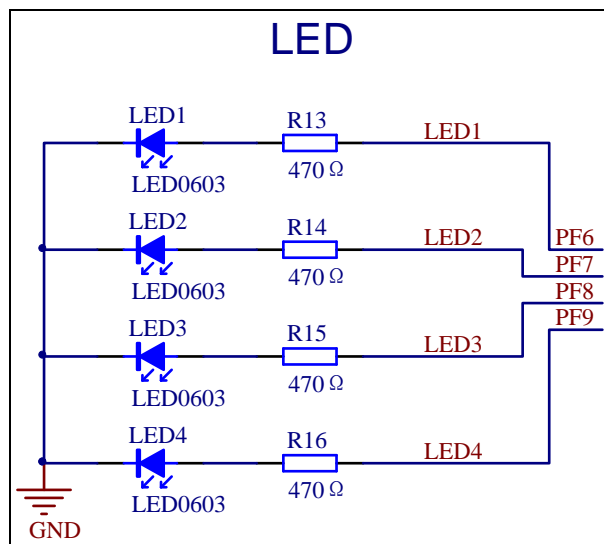 LED
LED1
R13
LED1
LED0603
470 Ω
LED2
R14
LED2
PF6
LED0603
470 Ω
PF7
PF8
LED3
R15
LED3
PF9
LED0603
470 Ω
LED4
R16
LED4
LED0603
470 Ω
GND